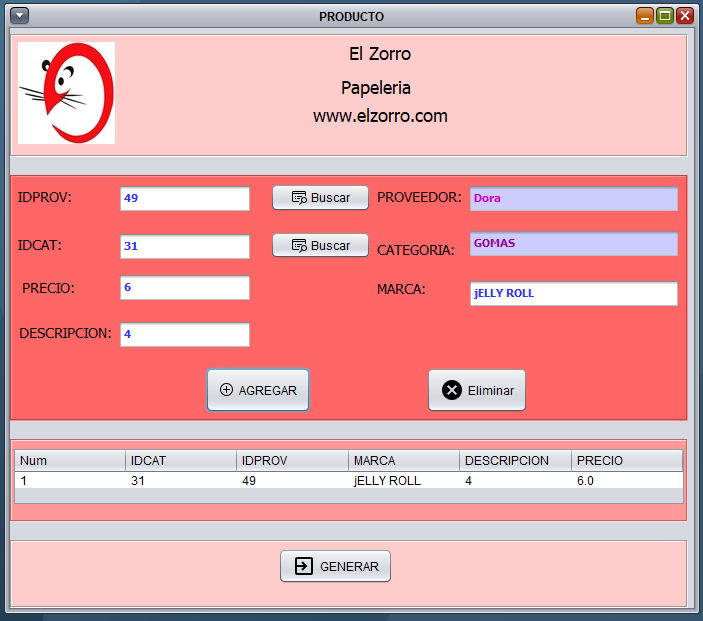 PRODUCTO
El Zorro
Papeleria
www.elzorro.com
IDPROV: 49 Buscar PROVEEDOR: Dora
IDCAT: 31 Buscar CATEGORIA: GOMAS
PRECIO: 6 MARCA: jELLY ROLL
DESCRIPCION: 4
AGREGAR Eliminar
Num IDCAT IDPROV MARCA DESCRIPCION PRECIO
1 31 49 jELLY ROLL 4 6.0
GENERAR